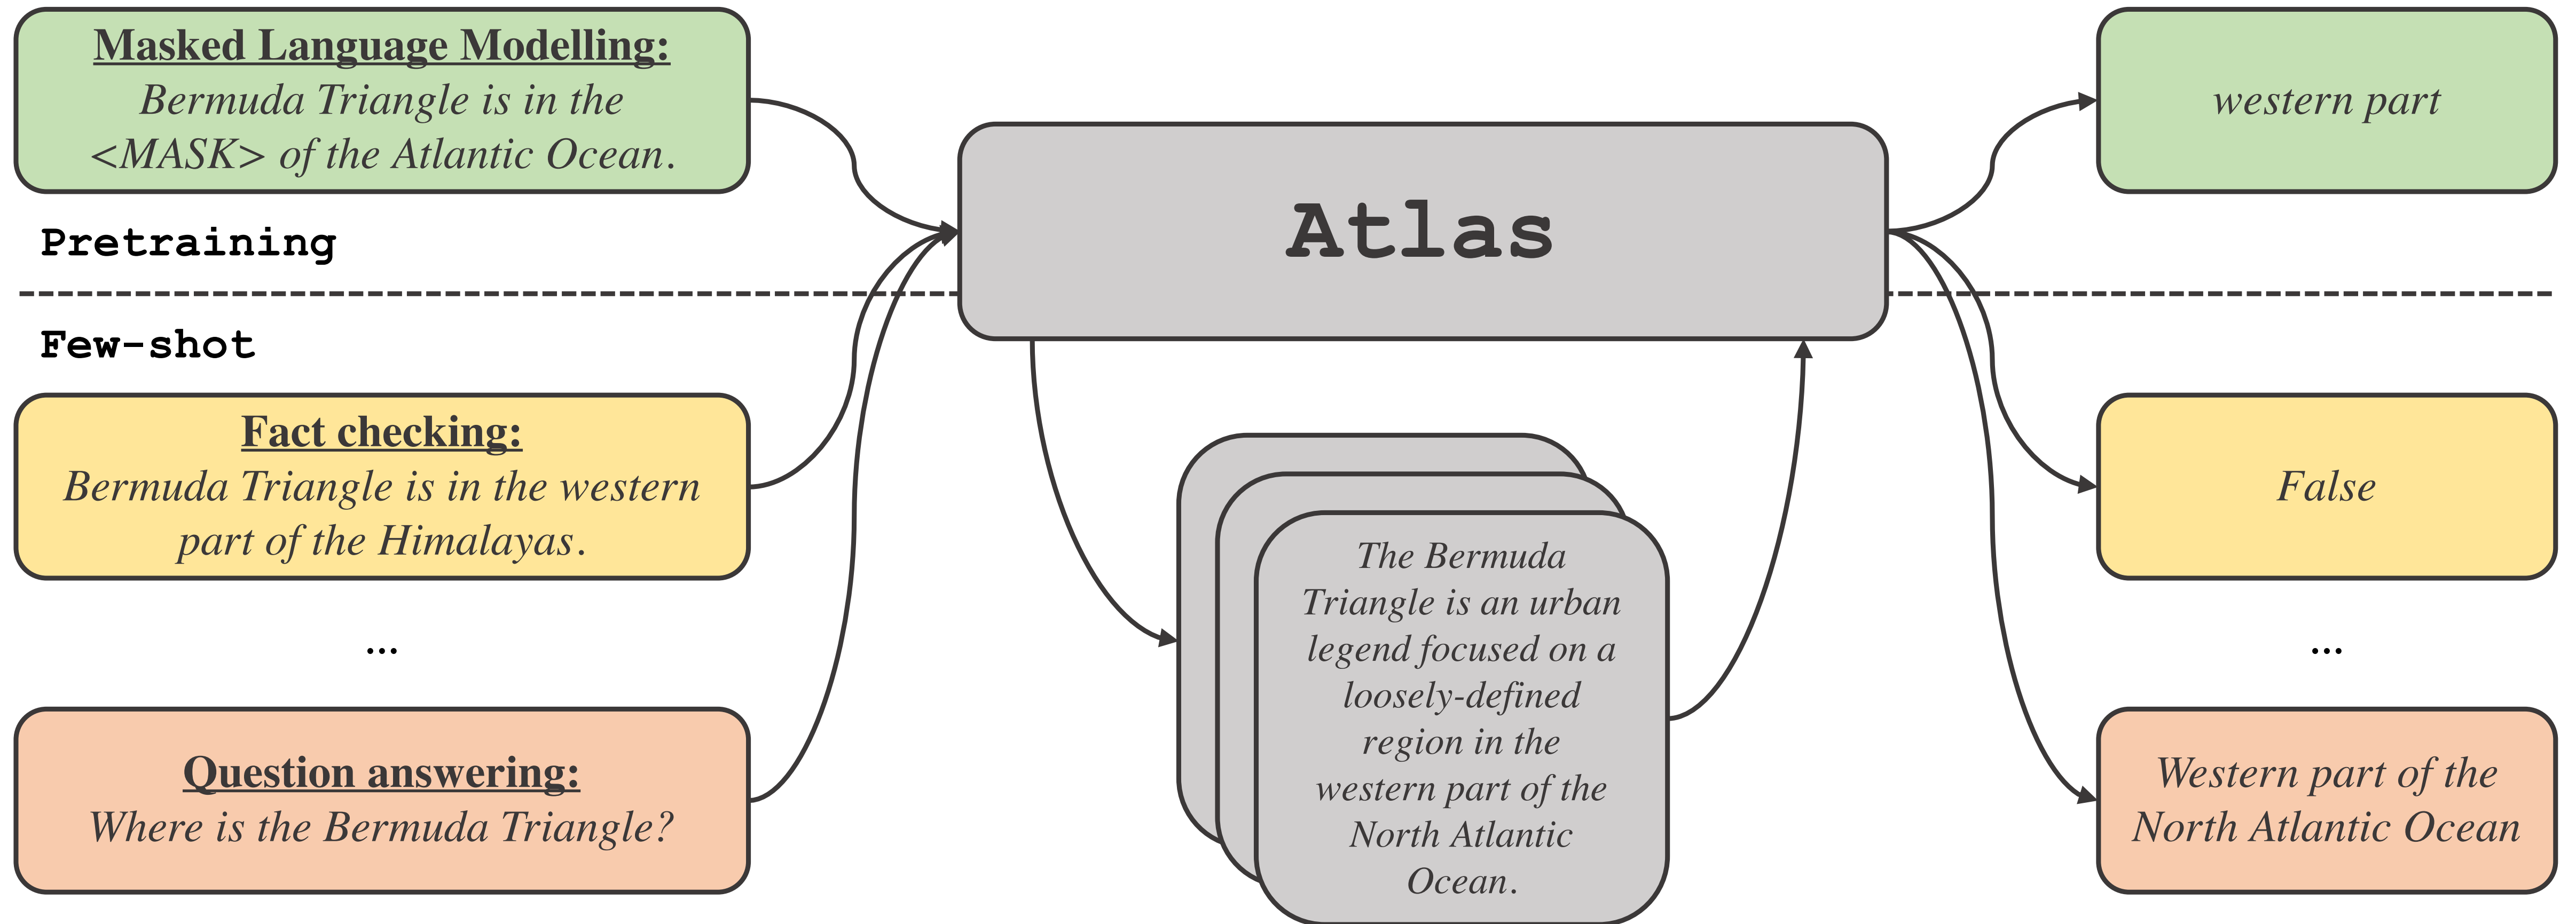 Masked Language Modelling:
Bermuda Triangle is in the
<MASK> of the Atlantic Ocean.
Pretraining
Few-shot
Fact checking:
Bermuda Triangle is in the western
part of the Himalayas.
...
Question answering:
Where is the Bermuda Triangle?
Atlas
The Bermuda
Triangle is an urban
legend focused on a
loosely-defined
region in the
western part of the
North Atlantic
Ocean.
western part
False
...
Western part of the
North Atlantic Ocean